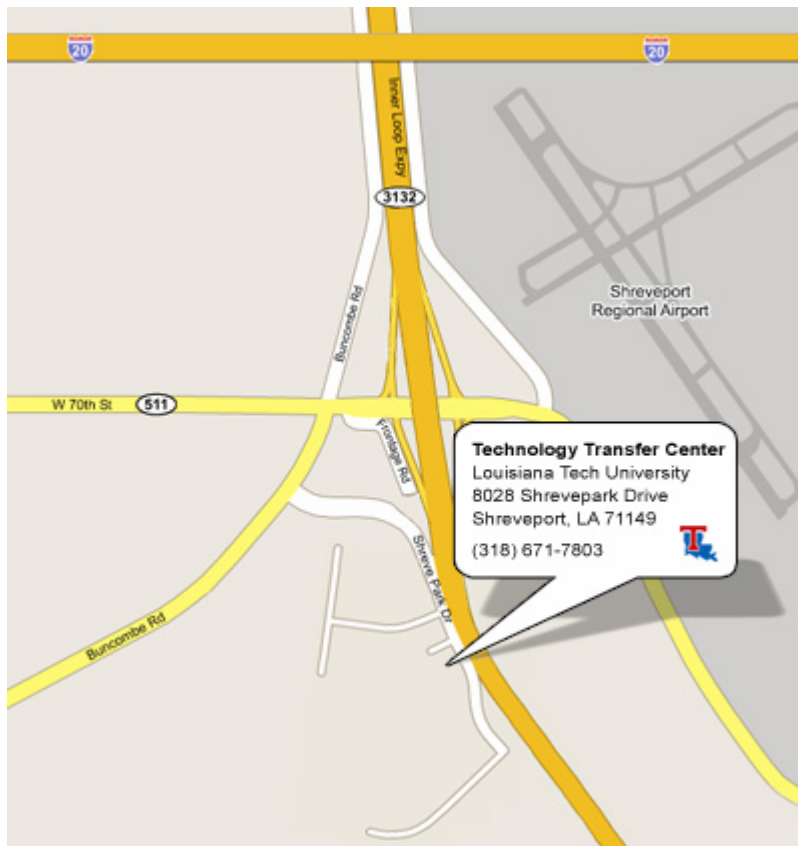 20
20
Inner Loop Expy
3132
Shreveport
Regional Airport
Buncombe Rd
W 70th St
511
Frontage Rd
Technology Transfer Center
Louisiana Tech University
8028 Shrevepark Drive
Shreveport, LA 71149
(318) 671-7803
T
Shreve Park Dr
Buncombe Rd